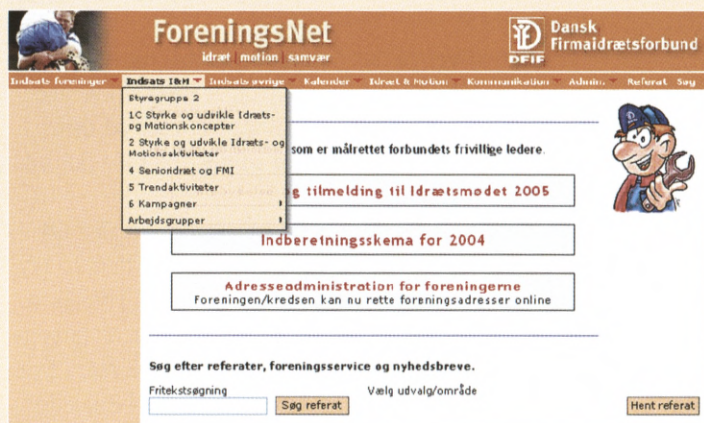 ForeningsNet
idræt | motion | samvær
Dansk
Firmaidrætsforbund
DFIF
Indsats foreninger
Indsats I&M
Indsats øvrige
Kalender
Idræt & Motion
Kommunikation
Admin.
Referat
Søg
Styregruppe 2
1C Styrke og udvikle Idræts-
og Motionskoncepter
2 Styrke og udvikle Idræts- og
Motionsaktiviteter
4 Senioridræt og FMI
5 Trendaktiviteter
6 Kampagner
Arbejdsgrupper
som er målrettet forbundets frivillige ledere.
og tilmelding til Idrætsmødet 2005
Indberetningsskema for 2004
Adresseadministration for foreningerne
Foreningen/kredsen kan nu rette foreningsadresser online
Søg efter referater, foreningsservice og nyhedsbreve.
Fritekstsøgning
Vælg udvalg/område
Søg referat
Hent referat